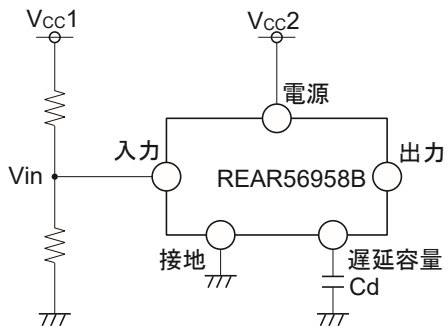 Vcc1
Vcc2
電源
入力
出力
Vin
REAR56958B
接地
遅延容量
Cd